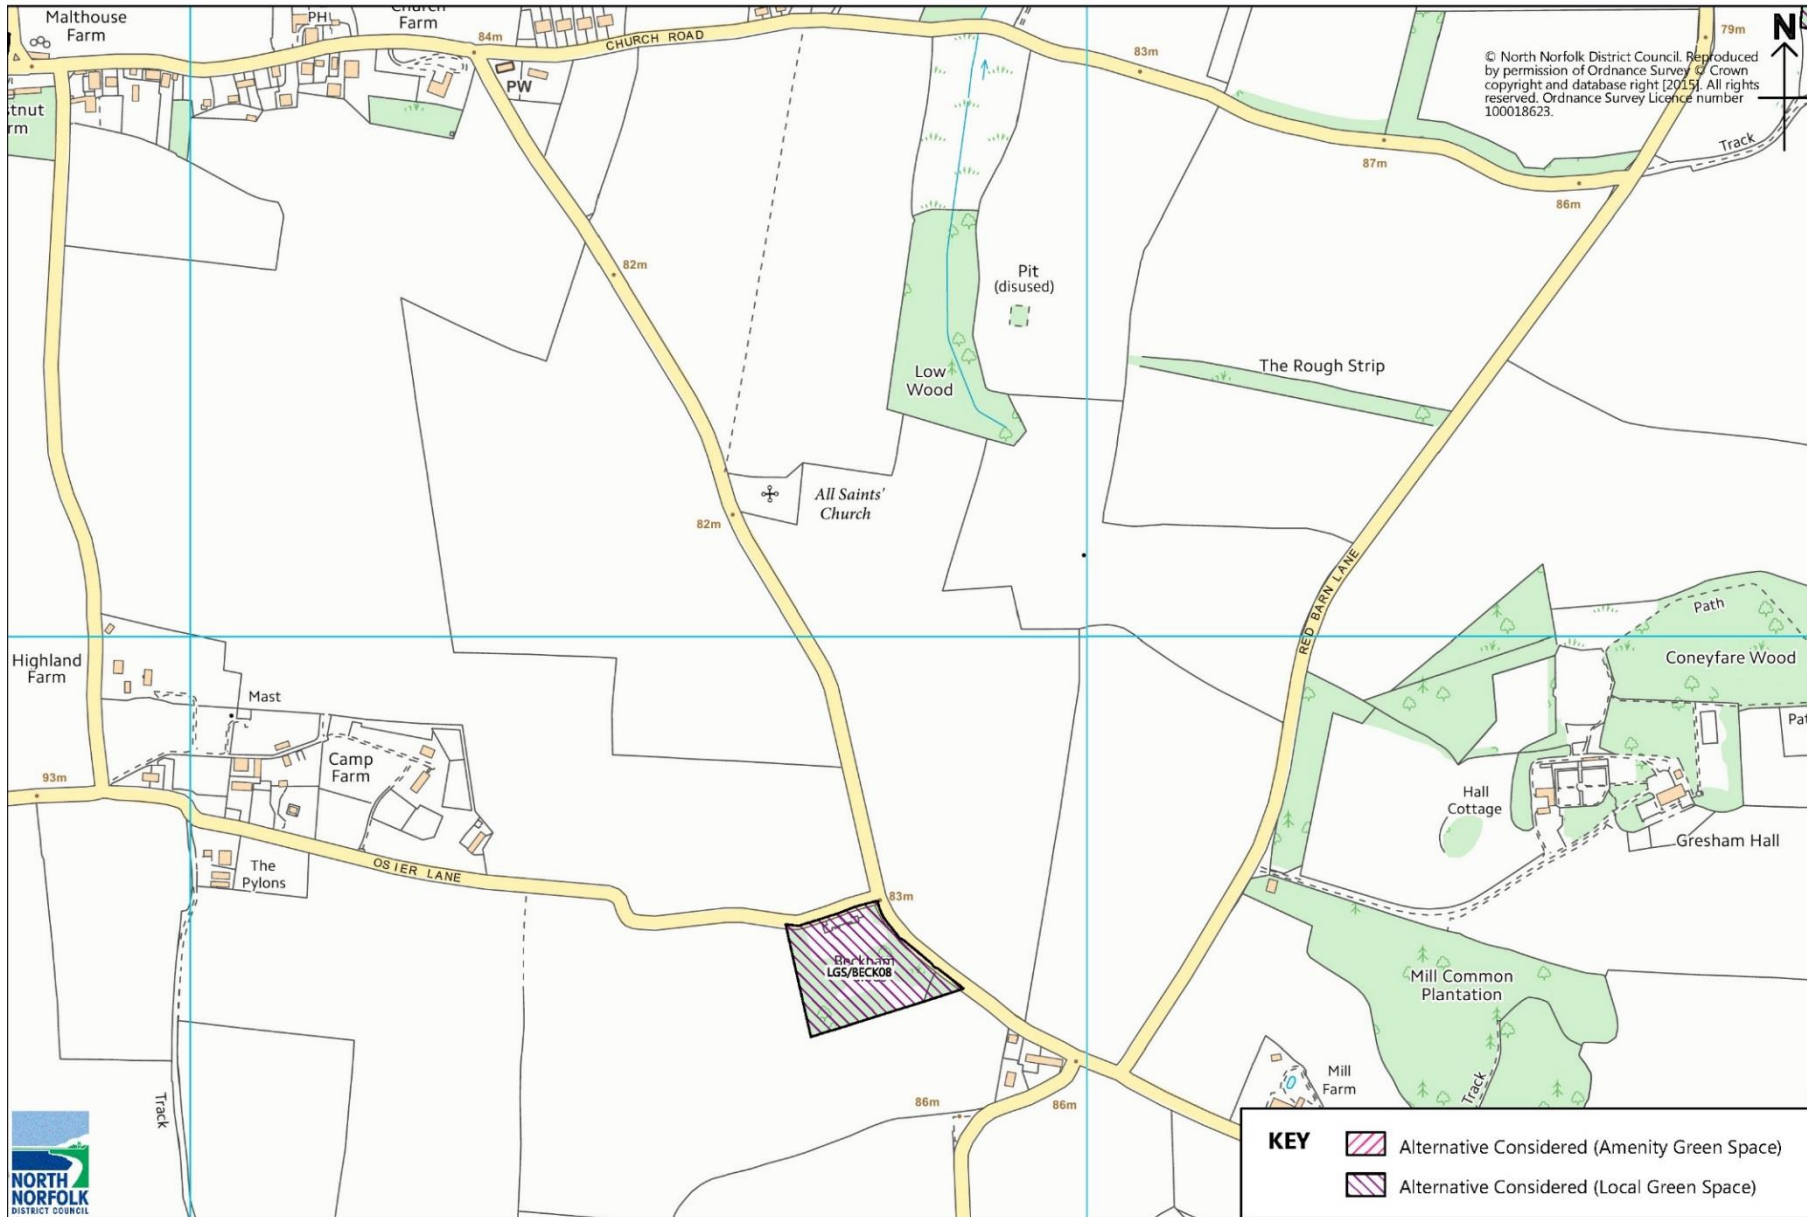 Malthouse
Farm
PH
Church
Farm
84m
CHURCH ROAD
PW
83m
79m
N
© North Norfolk District Council. Reproduced
by permission of Ordnance Survey © Crown
copyright and database right [2015]. All rights
reserved. Ordnance Survey Licence number
100018623.
stnut
rm
87m
Track
86m
82m
Pit
(disused)
Low
Wood
The Rough Strip
All Saints'
Church
82m
RED BARN LANE
Path
Coneyfare Wood
Highland
Farm
Mast
Pat
Camp
Farm
93m
Hall
Cottage
Gresham Hall
The
Pylons
OSIER LANE
83m
Beckham
LGS/BECK08
Mill Common
Plantation
Track
Mill
Farm
Track
86m
86m
KEY
Alternative Considered (Amenity Green Space)
Alternative Considered (Local Green Space)
NORTH
NORFOLK
DISTRICT COUNCIL